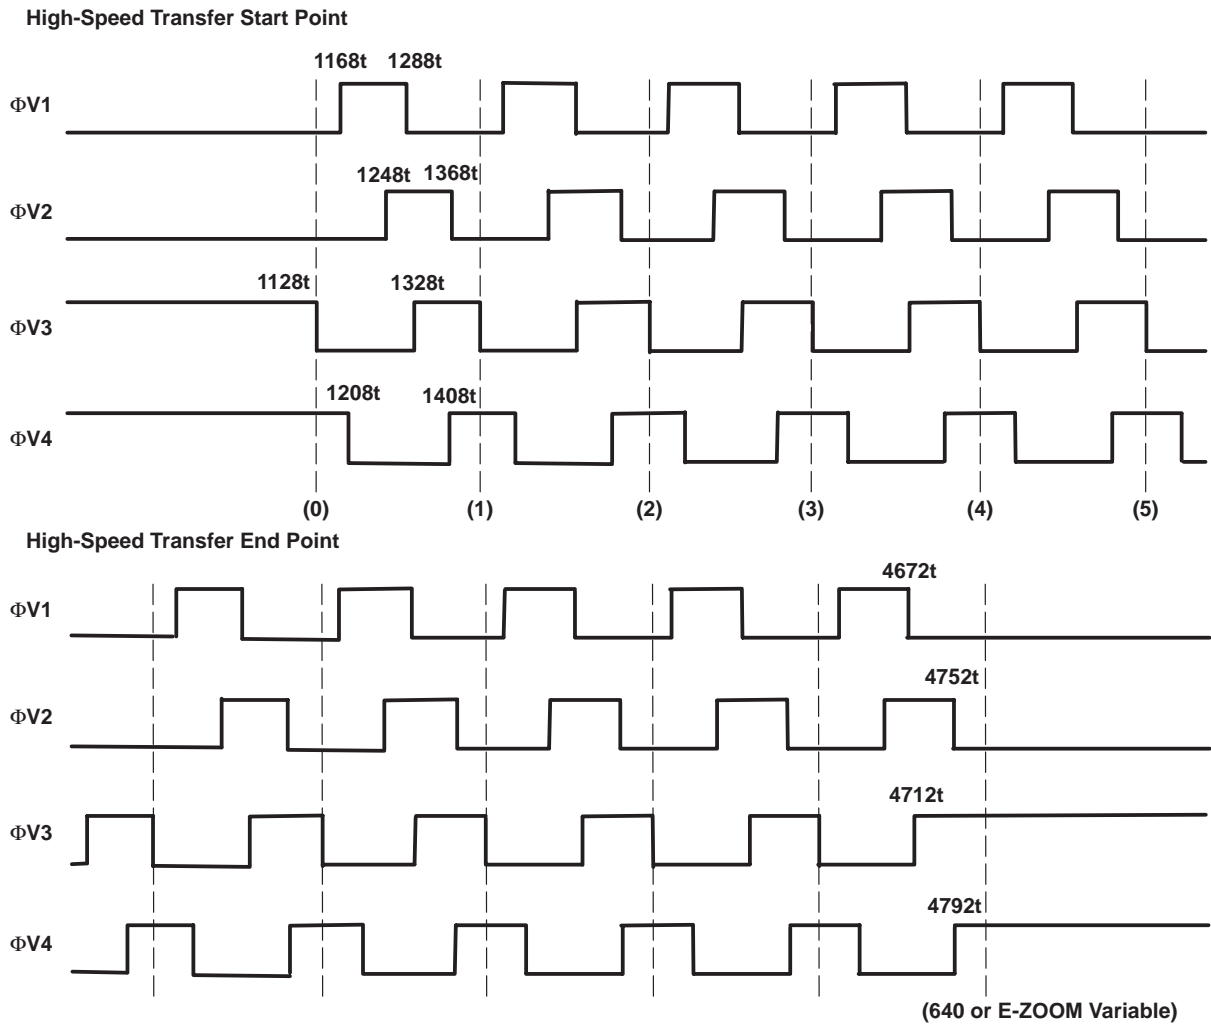 High-Speed Transfer Start Point
1168t 1288t
ΦV1
1248t 1368t
ΦV2
1128t 1328t
ΦV3
1208t 1408t
ΦV4
(0) (1) (2) (3) (4) (5)
High-Speed Transfer End Point
4672t
ΦV1
4752t
ΦV2
4712t
ΦV3
4792t
ΦV4
(640 or E-ZOOM Variable)